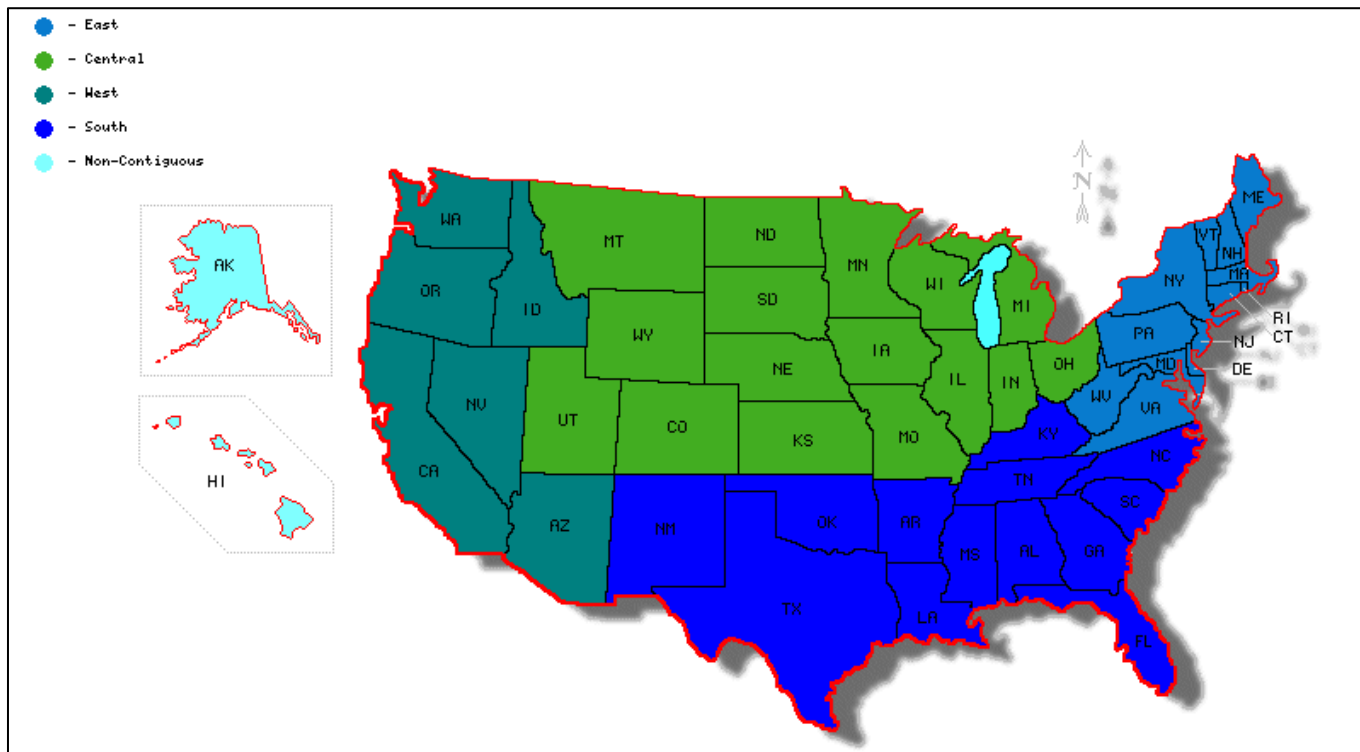 - East
- Central
- West
- South
- Non-Contiguous
N
ME
WA
VT
MT
ND
NH
AK
MN
MA
OR
WI
NY
SD
MI
ID
RI
WY
PA
CT
NJ
IA
OH
MD
DE
NE
IL
IN
WV
NV
UT
VA
CO
MO
KS
KY
NC
CA
HI
TN
SC
AZ
NM
OK
AR
MS
AL
GA
TX
LA
FL